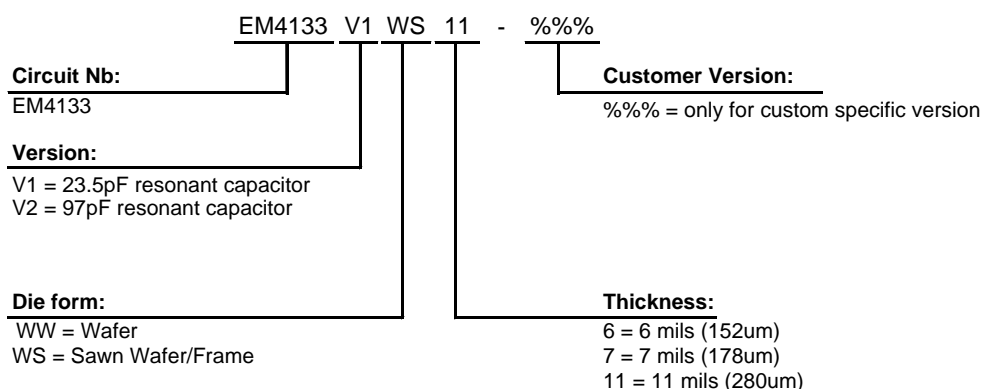 EM4133 V1 WS 11 - %%%
Circuit Nb:
EM4133
Customer Version:
%%% = only for custom specific version
Version:
V1 = 23.5pF resonant capacitor
V2 = 97pF resonant capacitor
Die form:
WW = Wafer
WS = Sawn Wafer/Frame
Thickness:
6 = 6 mils (152um)
7 = 7 mils (178um)
11 = 11 mils (280um)